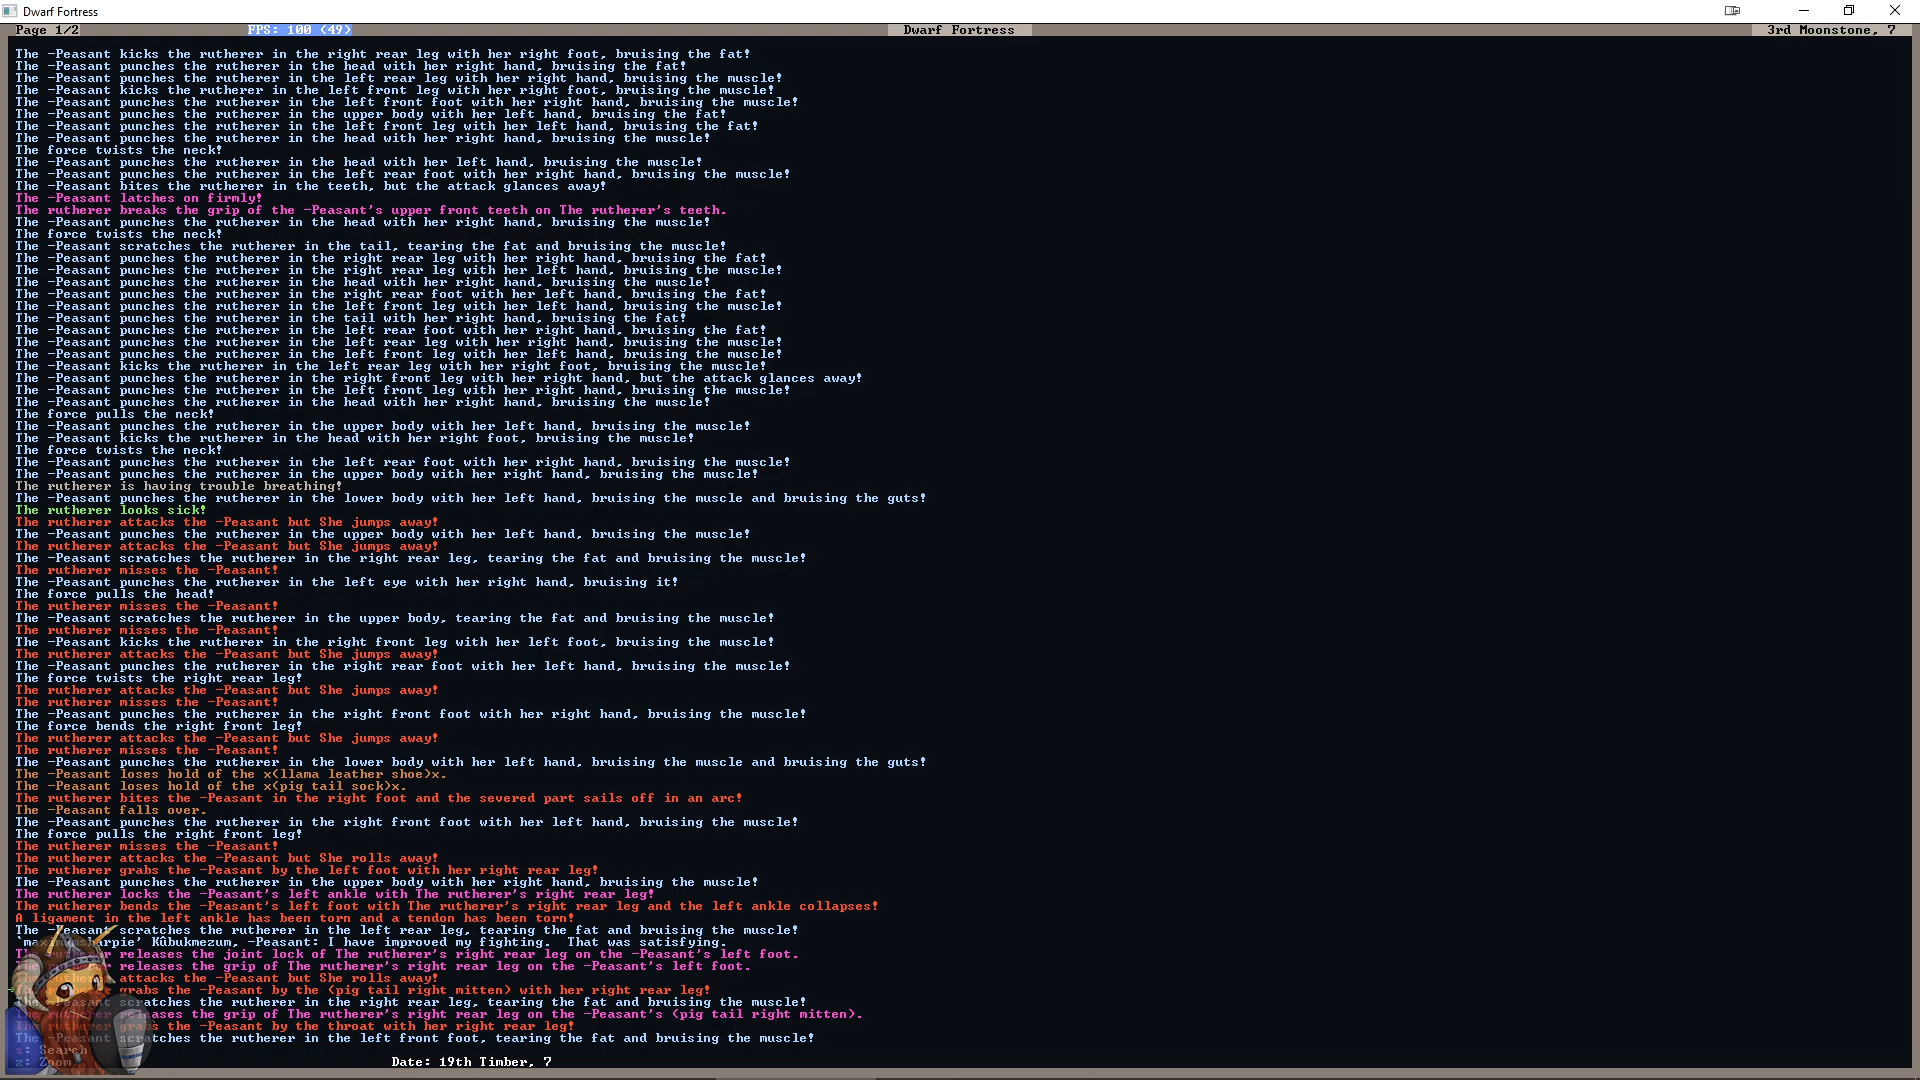 Dwarf Fortress
Page 1/2 FPS: 100 (49) Dwarf Fortress 3rd Moonstone, 7
The -Peasant kicks the rutherer in the right rear leg with her right foot, bruising the fat!
The -Peasant punches the rutherer in the head with her right hand, bruising the fat!
The -Peasant punches the rutherer in the left rear leg with her right hand, bruising the muscle!
The -Peasant kicks the rutherer in the left front leg with her right foot, bruising the muscle!
The -Peasant punches the rutherer in the left front foot with her right hand, bruising the muscle!
The -Peasant punches the rutherer in the upper body with her left hand, bruising the fat!
The -Peasant punches the rutherer in the left front leg with her left hand, bruising the fat!
The -Peasant punches the rutherer in the head with her right hand, bruising the muscle!
The force twists the neck!
The -Peasant punches the rutherer in the head with her left hand, bruising the muscle!
The -Peasant punches the rutherer in the left rear foot with her right hand, bruising the muscle!
The -Peasant bites the rutherer in the teeth, but the attack glances away!
The -Peasant latches on firmly!
The rutherer breaks the grip of the -Peasant's upper front teeth on The rutherer's teeth.
The -Peasant punches the rutherer in the head with her right hand, bruising the muscle!
The force twists the neck!
The -Peasant scratches the rutherer in the tail, tearing the fat and bruising the muscle!
The -Peasant punches the rutherer in the right rear leg with her right hand, bruising the fat!
The -Peasant punches the rutherer in the right rear leg with her left hand, bruising the muscle!
The -Peasant punches the rutherer in the head with her right hand, bruising the muscle!
The -Peasant punches the rutherer in the right rear foot with her left hand, bruising the fat!
The -Peasant punches the rutherer in the left front leg with her left hand, bruising the muscle!
The -Peasant punches the rutherer in the tail with her right hand, bruising the fat!
The -Peasant punches the rutherer in the left rear foot with her right hand, bruising the fat!
The -Peasant punches the rutherer in the left rear leg with her right hand, bruising the muscle!
The -Peasant punches the rutherer in the left front leg with her left hand, bruising the muscle!
The -Peasant kicks the rutherer in the left rear leg with her right foot, bruising the muscle!
The -Peasant punches the rutherer in the right front leg with her right hand, but the attack glances away!
The -Peasant punches the rutherer in the left front leg with her right hand, bruising the muscle!
The -Peasant punches the rutherer in the head with her right hand, bruising the muscle!
The force pulls the neck!
The -Peasant punches the rutherer in the upper body with her left hand, bruising the muscle!
The -Peasant kicks the rutherer in the head with her right foot, bruising the muscle!
The force twists the neck!
The -Peasant punches the rutherer in the left rear foot with her right hand, bruising the muscle!
The -Peasant punches the rutherer in the upper body with her right hand, bruising the muscle!
The rutherer is having trouble breathing!
The -Peasant punches the rutherer in the lower body with her left hand, bruising the muscle and bruising the guts!
The rutherer looks sick!
The rutherer attacks the -Peasant but She jumps away!
The -Peasant punches the rutherer in the upper body with her left hand, bruising the muscle!
The rutherer attacks the -Peasant but She jumps away!
The -Peasant scratches the rutherer in the right rear leg, tearing the fat and bruising the muscle!
The rutherer misses the -Peasant!
The -Peasant punches the rutherer in the left eye with her right hand, bruising it!
The force pulls the head!
The rutherer misses the -Peasant!
The -Peasant scratches the rutherer in the upper body, tearing the fat and bruising the muscle!
The rutherer misses the -Peasant!
The -Peasant kicks the rutherer in the right front leg with her left foot, bruising the muscle!
The rutherer attacks the -Peasant but She jumps away!
The -Peasant punches the rutherer in the right rear foot with her left hand, bruising the muscle!
The force twists the right rear leg!
The rutherer attacks the -Peasant but She jumps away!
The rutherer misses the -Peasant!
The -Peasant punches the rutherer in the right front foot with her right hand, bruising the muscle!
The force bends the right front leg!
The rutherer attacks the -Peasant but She jumps away!
The rutherer misses the -Peasant!
The -Peasant punches the rutherer in the lower body with her left hand, bruising the muscle and bruising the guts!
The -Peasant loses hold of the x(llama leather shoe)x.
The -Peasant loses hold of the x(pig tail sock)x.
The rutherer bites the -Peasant in the right foot and the severed part sails off in an arc!
The -Peasant falls over.
The -Peasant punches the rutherer in the right front foot with her left hand, bruising the muscle!
The force pulls the right front leg!
The rutherer misses the -Peasant!
The rutherer attacks the -Peasant but She rolls away!
The rutherer grabs the -Peasant by the left foot with her right rear leg!
The -Peasant punches the rutherer in the upper body with her right hand, bruising the muscle!
The rutherer locks the -Peasant's left ankle with The rutherer's right rear leg!
The rutherer bends the -Peasant's left foot with The rutherer's right rear leg and the left ankle collapses!
A ligament in the left ankle has been torn and a tendon has been torn!
The -Peasant scratches the rutherer in the left rear leg, tearing the fat and bruising the muscle!
Kûbukmezum, -Peasant: I have improved my fighting. That was satisfying.
releases the joint lock of The rutherer's right rear leg on the -Peasant's left foot.
releases the grip of The rutherer's right rear leg on the -Peasant's left foot.
attacks the -Peasant but She rolls away!
grabs the -Peasant by the (pig tail right mitten) with her right rear leg!
The -Peasant scratches the rutherer in the right rear leg, tearing the fat and bruising the muscle!
The rutherer releases the grip of The rutherer's right rear leg on the -Peasant's (pig tail right mitten).
The rutherer grabs the -Peasant by the throat with her right rear leg!
The -Peasant scratches the rutherer in the left front foot, tearing the fat and bruising the muscle!
s: Search
z: Zoom Date: 19th Timber, 7